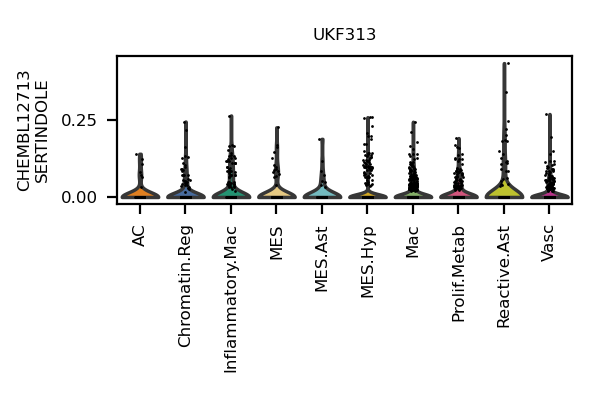 UKF313
CHEMBL12713
SERTINDOLE
0.25
0.00
AC
Chromatin.Reg
Inflammatory.Mac
MES
MES.Ast
MES.Hyp
Mac
Prolif.Metab
Reactive.Ast
Vasc